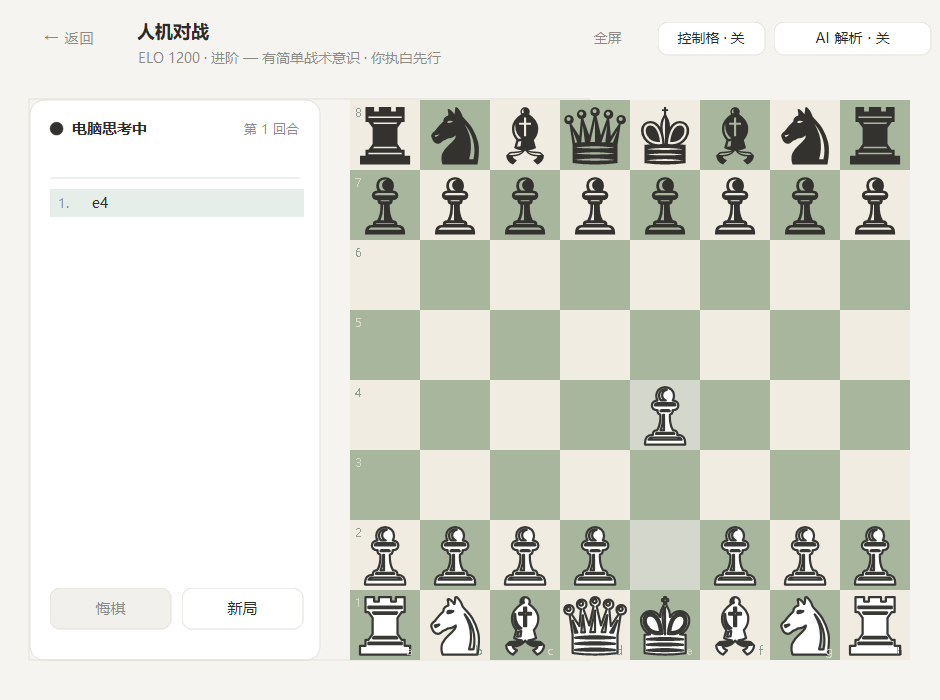 ← 返回
人机对战
ELO 1200 · 进阶 — 有简单战术意识 · 你执白先行
全屏
控制格 · 关
AI 解析 · 关
电脑思考中
第 1 回合
1. e4
悔棋
新局
8
7
6
5
4
3
2
1
c
d
e
f
g